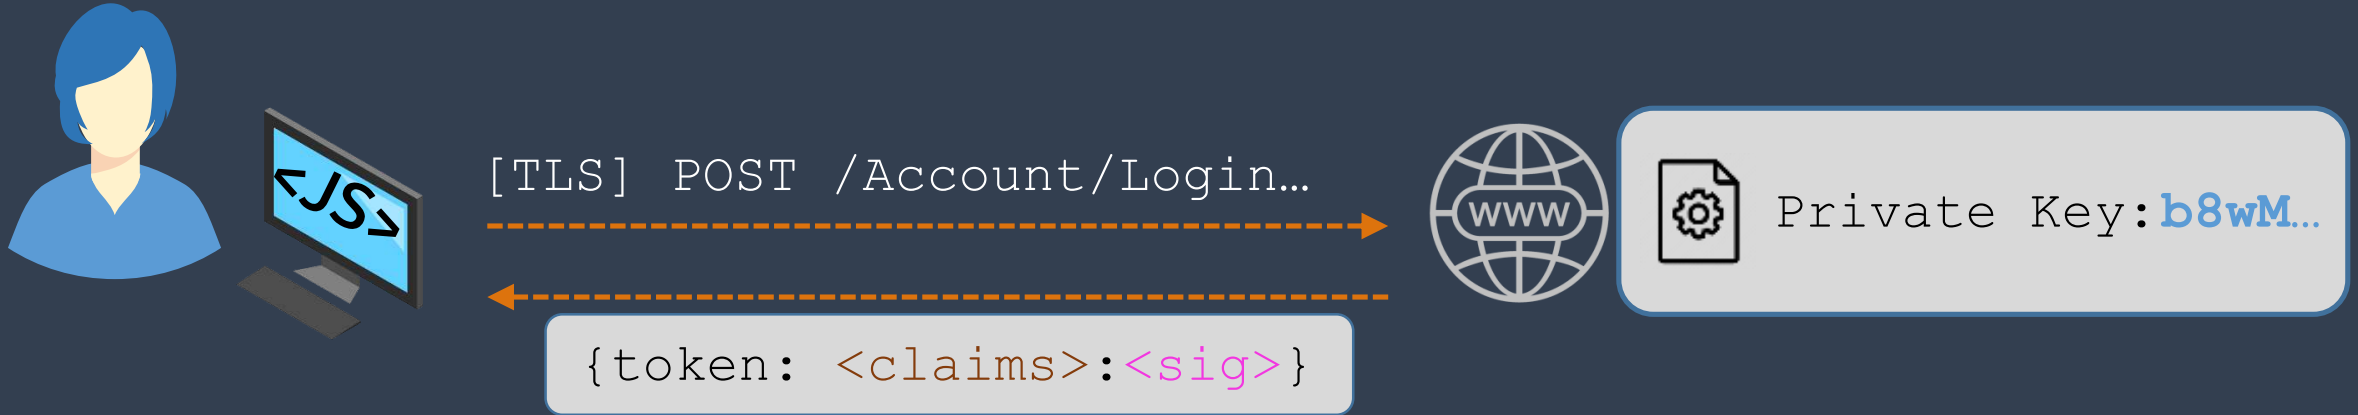 <JS>
[TLS] POST /Account/Login…
WWW
Private Key:b8wM…
{token: <claims>:<sig>}